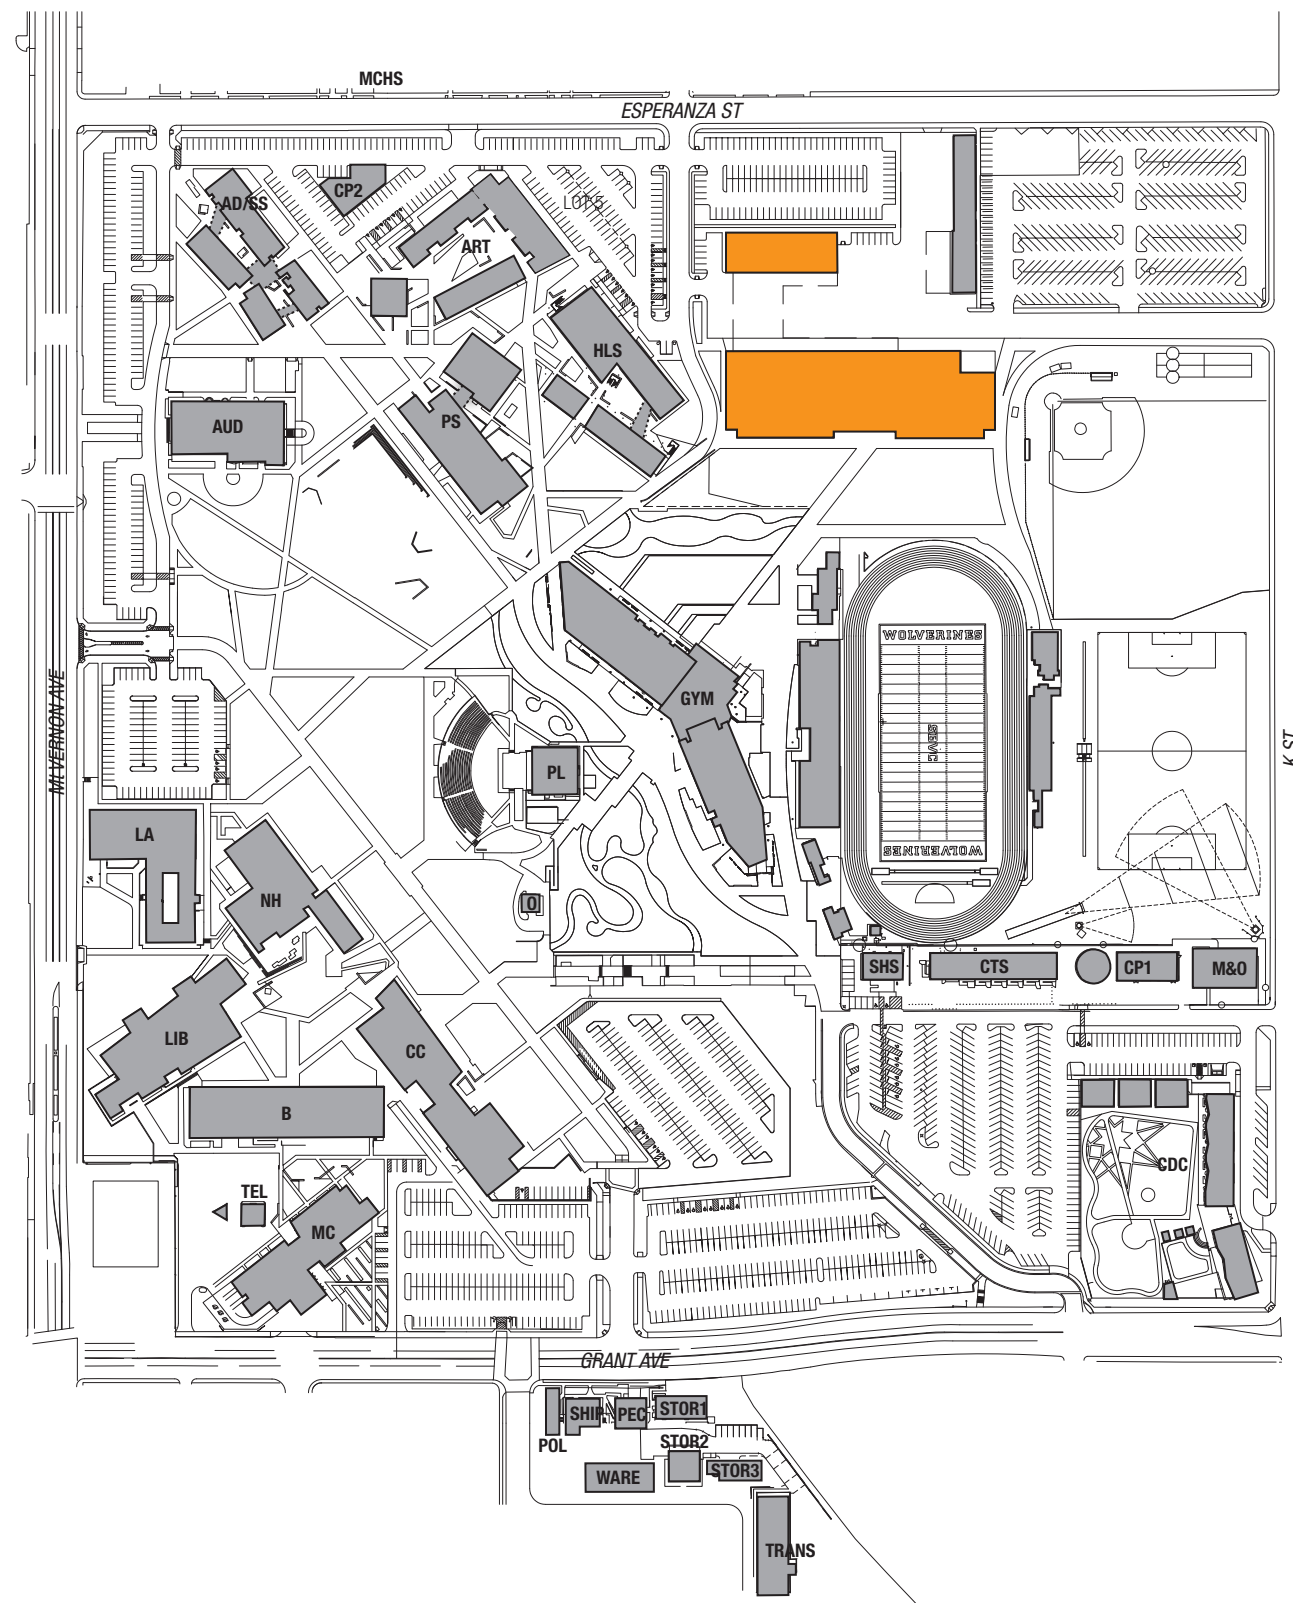 MCHS
ESPERANZA ST
CP2
AD/SS
LOT 5
ART
HLS
PS
AUD
WOLVERINES
GYM
Mt.VERNON AVE
SBVC
K ST
PL
LA
WOLVERINES
NH
O
SHS
CTS
CP1
M&O
LIB
CC
B
CDC
TEL
MC
GRANT AVE
SHIP
PEC
STOR1
POL
STOR2
WARE
STOR3
TRANS